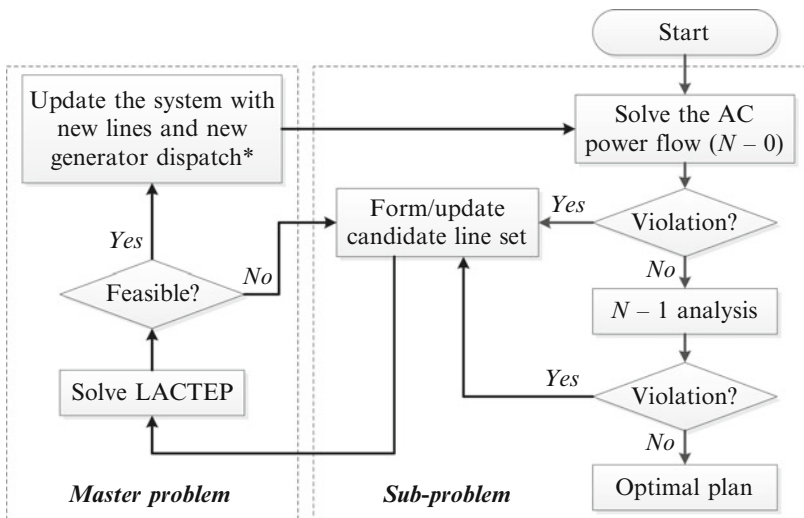 Start
Update the system with
new lines and new
generator dispatch*
Solve the AC
power flow (N – 0)
Form/update
candidate line set
Yes
Violation?
Yes
No
Feasible?
No
N – 1 analysis
Solve LACTEP
Yes
Violation?
No
Optimal plan
Master problem
Sub-problem